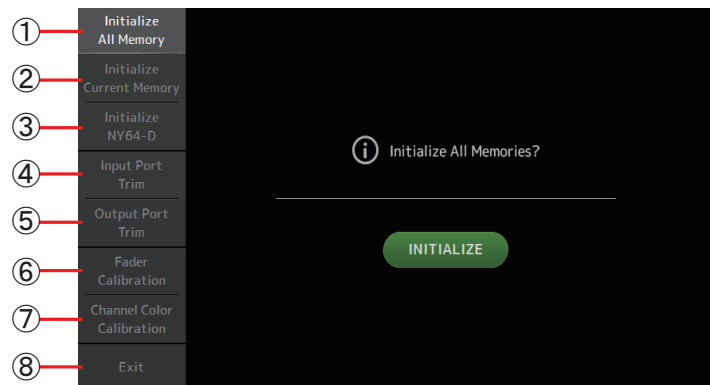 ①
Initialize
All Memory
②
Initialize
Current Memory
③
Initialize
NY64-D
④
Input Port
Trim
⑤
Output Port
Trim
⑥
Fader
Calibration
⑦
Channel Color
Calibration
⑧
Exit
Initialize All Memories?
INITIALIZE